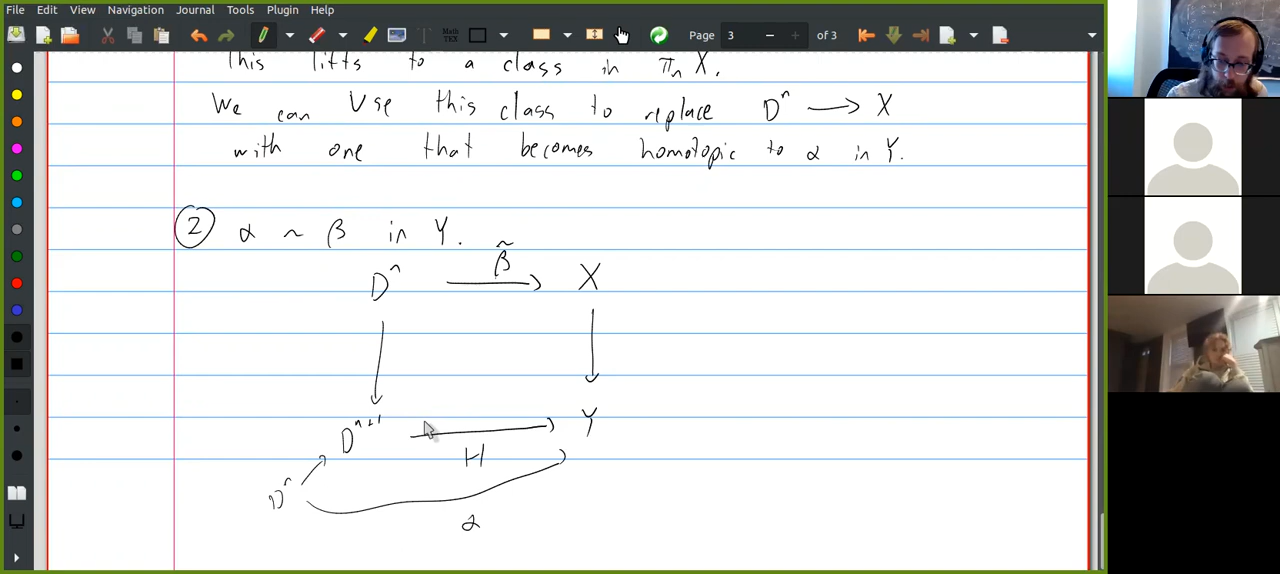 File Edit View Navigation Journal Tools Plugin Help
Math TEX Page 3 of 3
This lifts to a class in πₙ X.
We can Use this class to replace Dⁿ → X
with one that becomes homotopic to α in Y.
② α ~ β in Y.
Dⁿ β̃ X
Dⁿ⁺¹ H Y
Dⁿ α